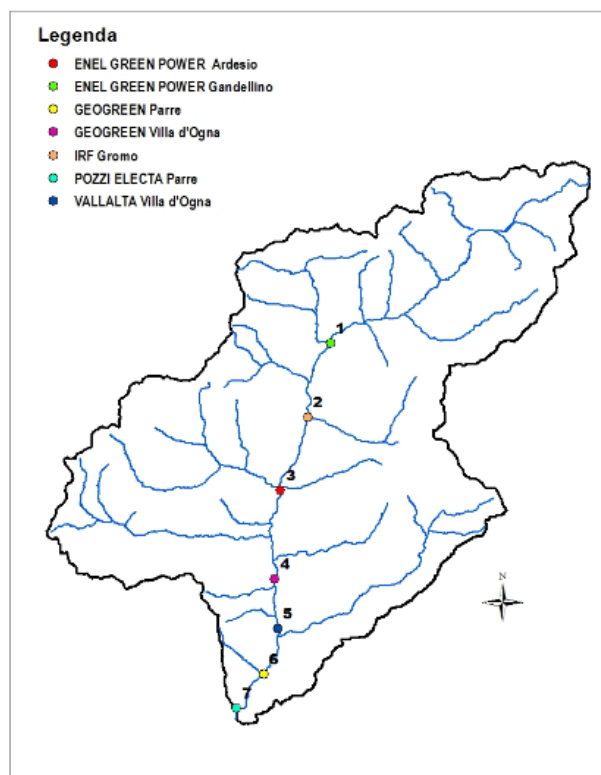 Legenda
ENEL GREEN POWER Ardesio
ENEL GREEN POWER Gandellino
GEOGREEN Parre
GEOGREEN Villa d'Ogna
IRF Gromo
POZZI ELECTA Parre
VALLALTA Villa d'Ogna
1
2
3
4
N
5
6
7